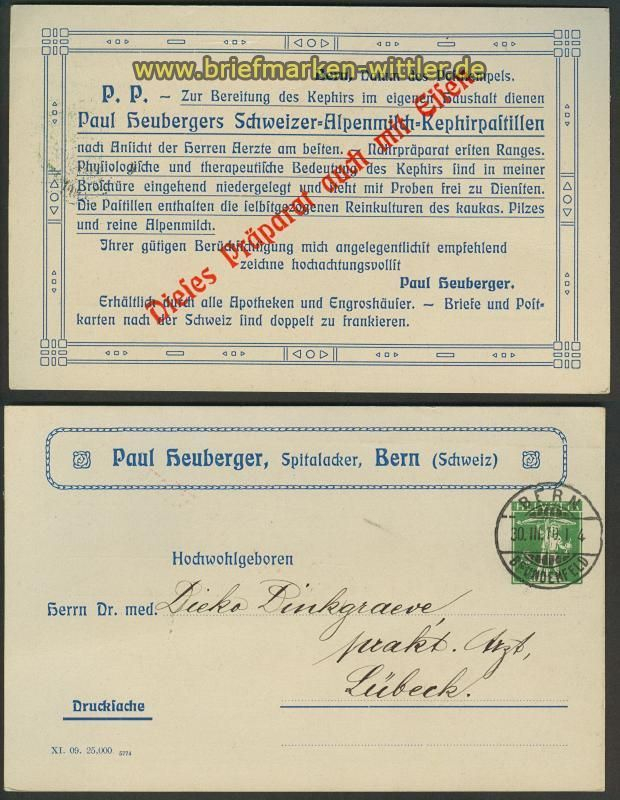 www.briefmarken-wittler.de
Bern, Datum des Poststempels.
P. P. – Zur Bereitung des Kephirs im eigenen Haushalt dienen
Paul Heubergers Schweizer-Alpenmilch-Kephirpastillen
nach Ansicht der Herren Aerzte am besten. – Nährpräparat ersten Ranges.
Physiologische und therapeutische Bedeutung des Kephirs sind in meiner
Broschüre eingehend niedergelegt und steht mit Proben frei zu Diensten.
Die Pastillen enthalten die selbstgezogenen Reinkulturen des kaukas. Pilzes
und reine Alpenmilch.
Ihrer gütigen Berücksichtigung mich angelegentlichst empfehlend
zeichne hochachtungsvollst
Paul Heuberger.
Erhältlich durch alle Apotheken und Engroshäuser. – Briefe und Post-
karten nach der Schweiz sind doppelt zu frankieren.
Dieses Präparat auch mit Eisen
Paul Heuberger, Spitalacker, Bern (Schweiz)
BERN
30.III.10.
4
Hochwohlgeboren
Herrn Dr. med. Dieko Dinkgraeve,
prakt. Arzt,
Lübeck.
Drucksache
XI. 09. 25.000 5774